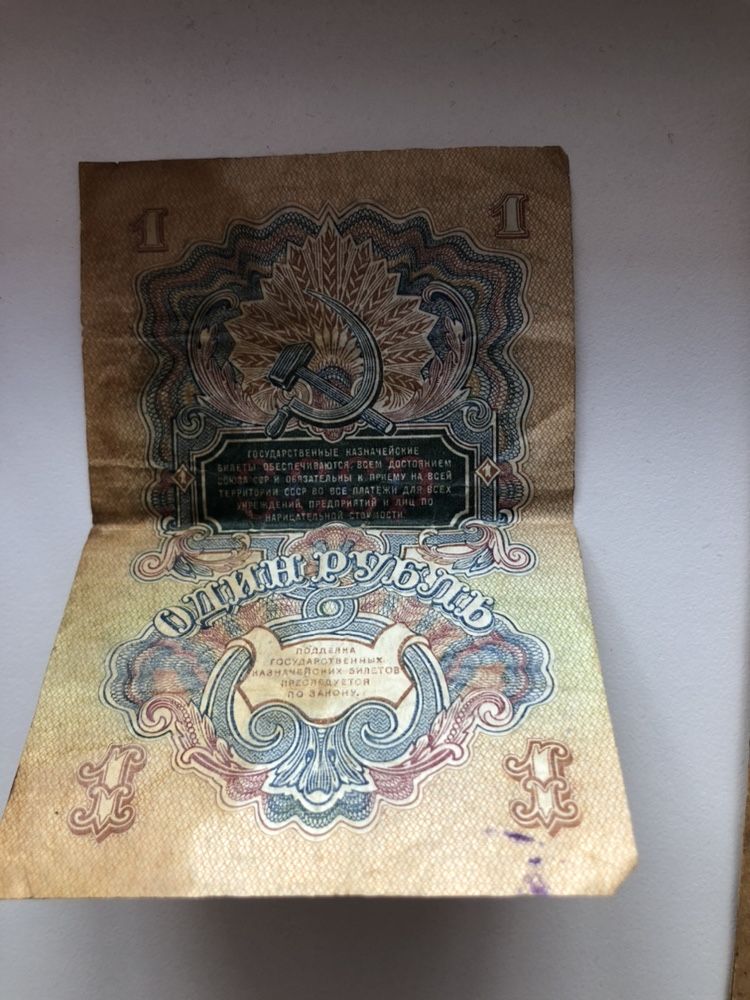 1 1
ГОСУДАРСТВЕННЫЕ КАЗНАЧЕЙСКИЕ
БИЛЕТЫ ОБЕСПЕЧИВАЮТСЯ ВСЕМ ДОСТОЯНИЕМ
СОЮЗА ССР И ОБЯЗАТЕЛЬНЫ К ПРИЕМУ НА ВСЕЙ
ТЕРРИТОРИИ СССР ВО ВСЕ ПЛАТЕЖИ ДЛЯ ВСЕХ
УЧРЕЖДЕНИЙ, ПРЕДПРИЯТИЙ И ЛИЦ ПО
НАРИЦАТЕЛЬНОЙ СТОИМОСТИ.
1 1
ОДИН РУБЛЬ
ПОДДЕЛКА
ГОСУДАРСТВЕННЫХ
КАЗНАЧЕЙСКИХ БИЛЕТОВ
ПРЕСЛЕДУЕТСЯ
ПО ЗАКОНУ.
1 1